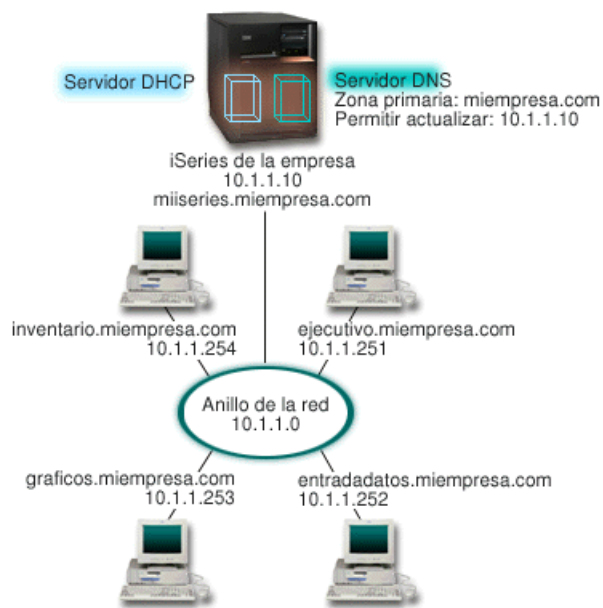 Servidor DHCP
Servidor DNS
Zona primaria: miempresa.com
Permitir actualizar: 10.1.1.10
iSeries de la empresa
10.1.1.10
miiseries.miempresa.com
inventario.miempresa.com
10.1.1.254
ejecutivo.miempresa.com
10.1.1.251
Anillo de la red
10.1.1.0
graficos.miempresa.com
10.1.1.253
entradadatos.miempresa.com
10.1.1.252